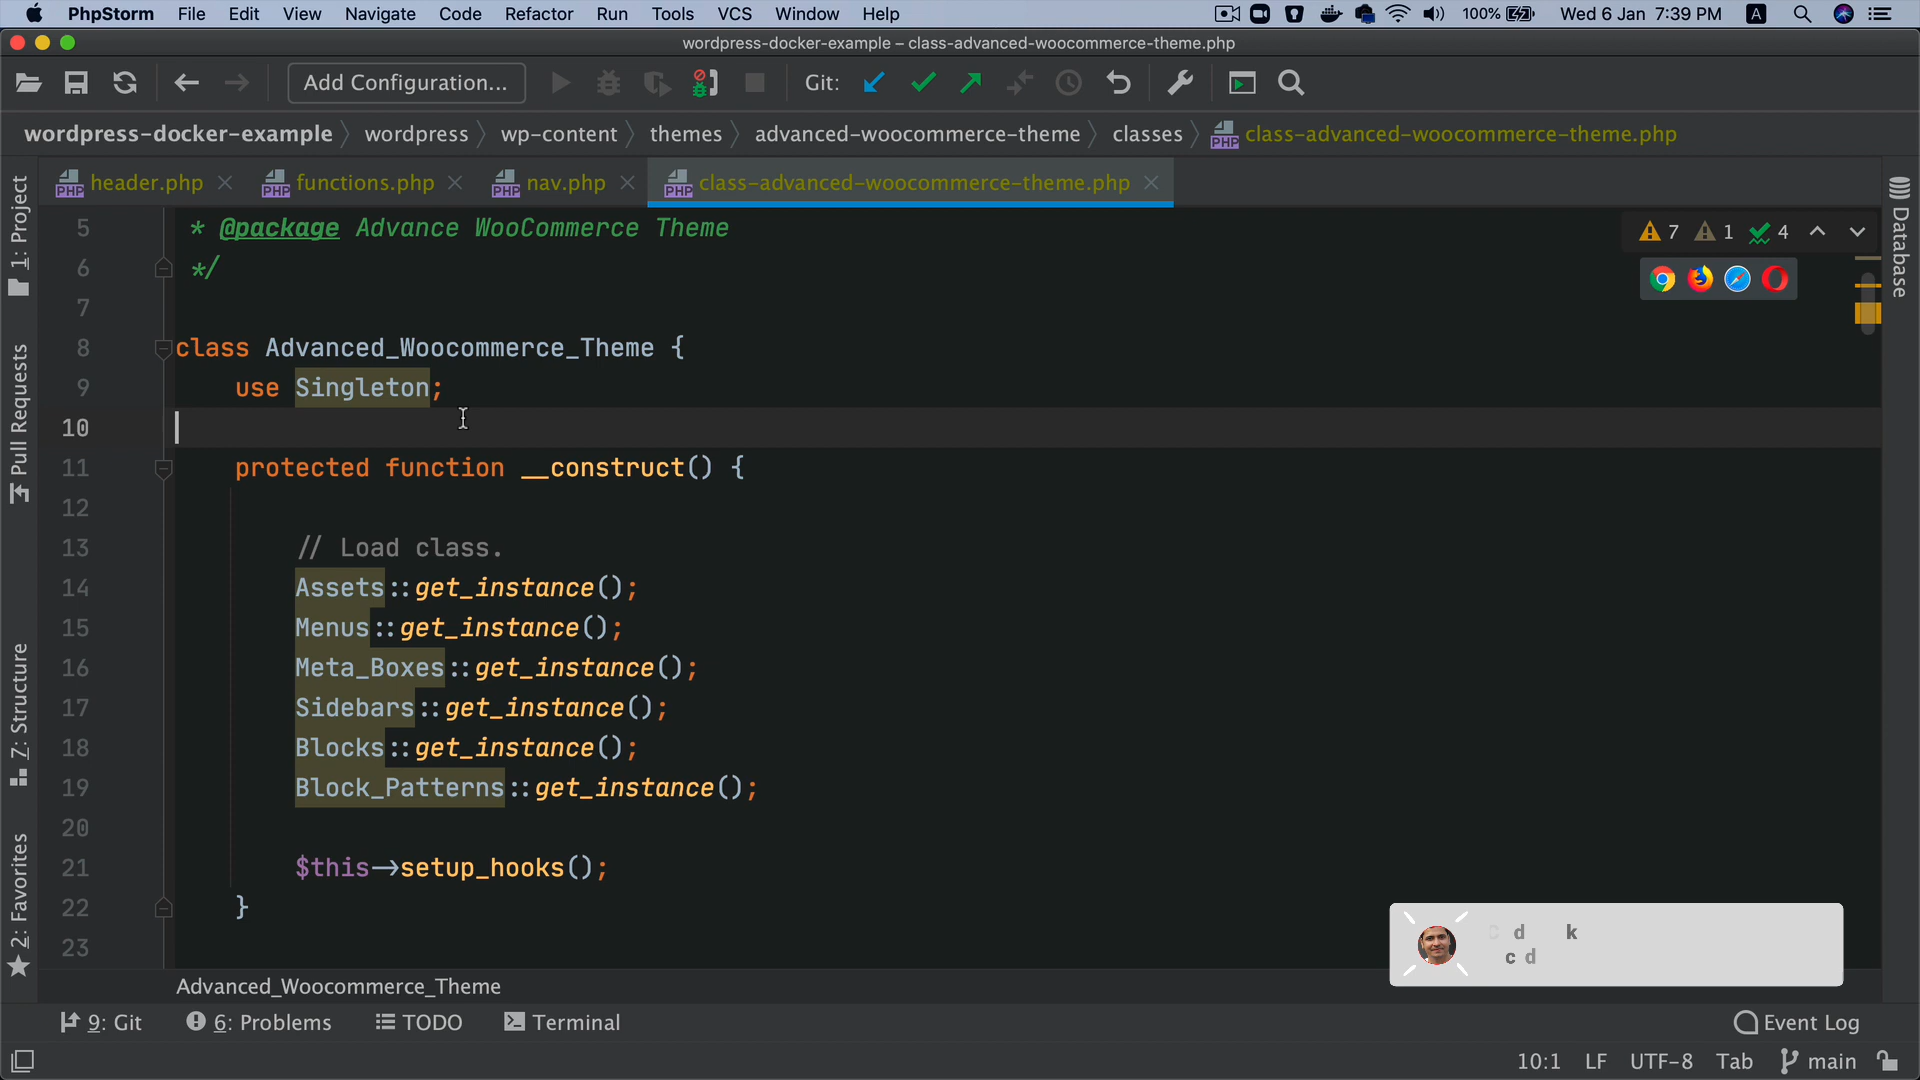 PhpStorm File Edit View Navigate Code Refactor Run Tools VCS Window Help 100% Wed 6 Jan 7:39 PM A
wordpress-docker-example – class-advanced-woocommerce-theme.php
Add Configuration... Git:
wordpress-docker-example wordpress wp-content themes advanced-woocommerce-theme classes class-advanced-woocommerce-theme.php
header.php functions.php nav.php class-advanced-woocommerce-theme.php
5 * @package Advance WooCommerce Theme
6 */
7
8 class Advanced_Woocommerce_Theme {
9 use Singleton;
10
11 protected function __construct() {
12
13 // Load class.
14 Assets::get_instance();
15 Menus::get_instance();
16 Meta_Boxes::get_instance();
17 Sidebars::get_instance();
18 Blocks::get_instance();
19 Block_Patterns::get_instance();
20
21 $this->setup_hooks();
22 }
23
7 1 4
1: Project
Pull Requests
Z: Structure
2: Favorites
Database
d k
c d
Advanced_Woocommerce_Theme
9: Git 6: Problems TODO Terminal Event Log
10:1 LF UTF-8 Tab main